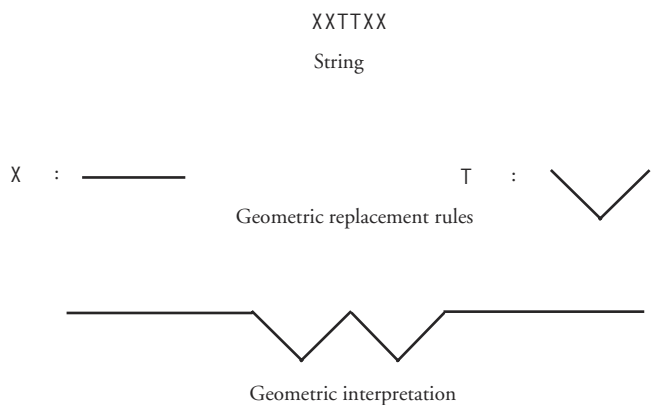 XXTTXX
String
X : T :
Geometric replacement rules
Geometric interpretation